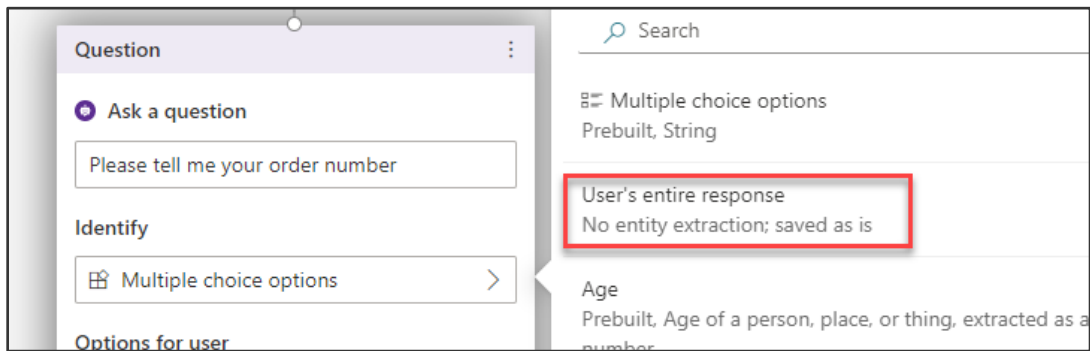 Question
Ask a question
Please tell me your order number
Identify
Multiple choice options
Options for user
Search
Multiple choice options
Prebuilt, String
User's entire response
No entity extraction; saved as is
Age
Prebuilt, Age of a person, place, or thing, extracted as a
number